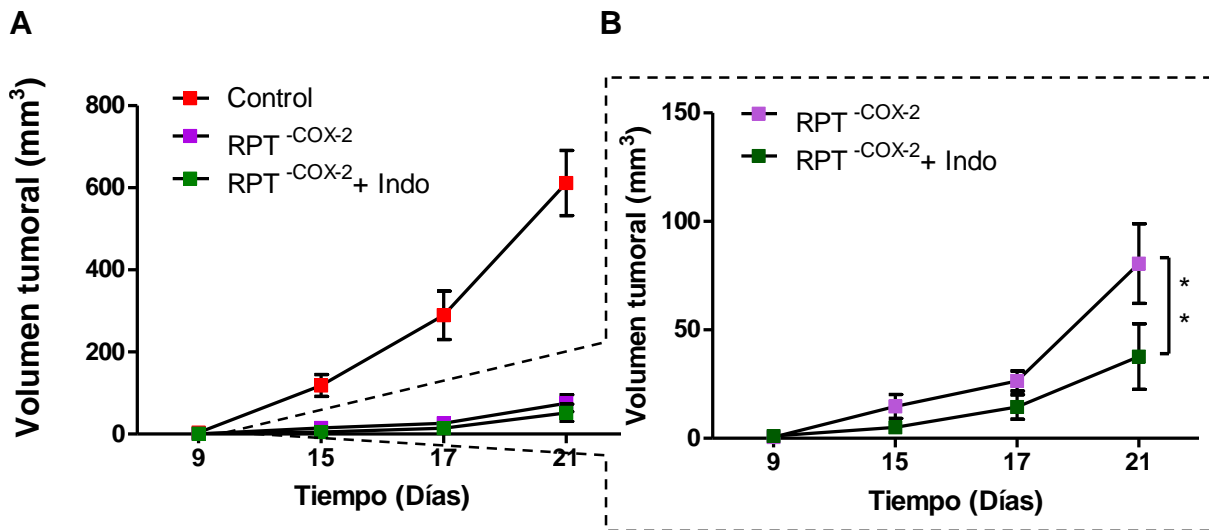 A
Volumen tumoral (mm³)
800
600
400
200
0
Control
RPT -COX-2
RPT -COX-2 + Indo
9 15 17 21
Tiempo (Días)
B
Volumen tumoral (mm³)
150
100
50
0
RPT -COX-2
RPT -COX-2 + Indo
*
*
9 15 17 21
Tiempo (Días)